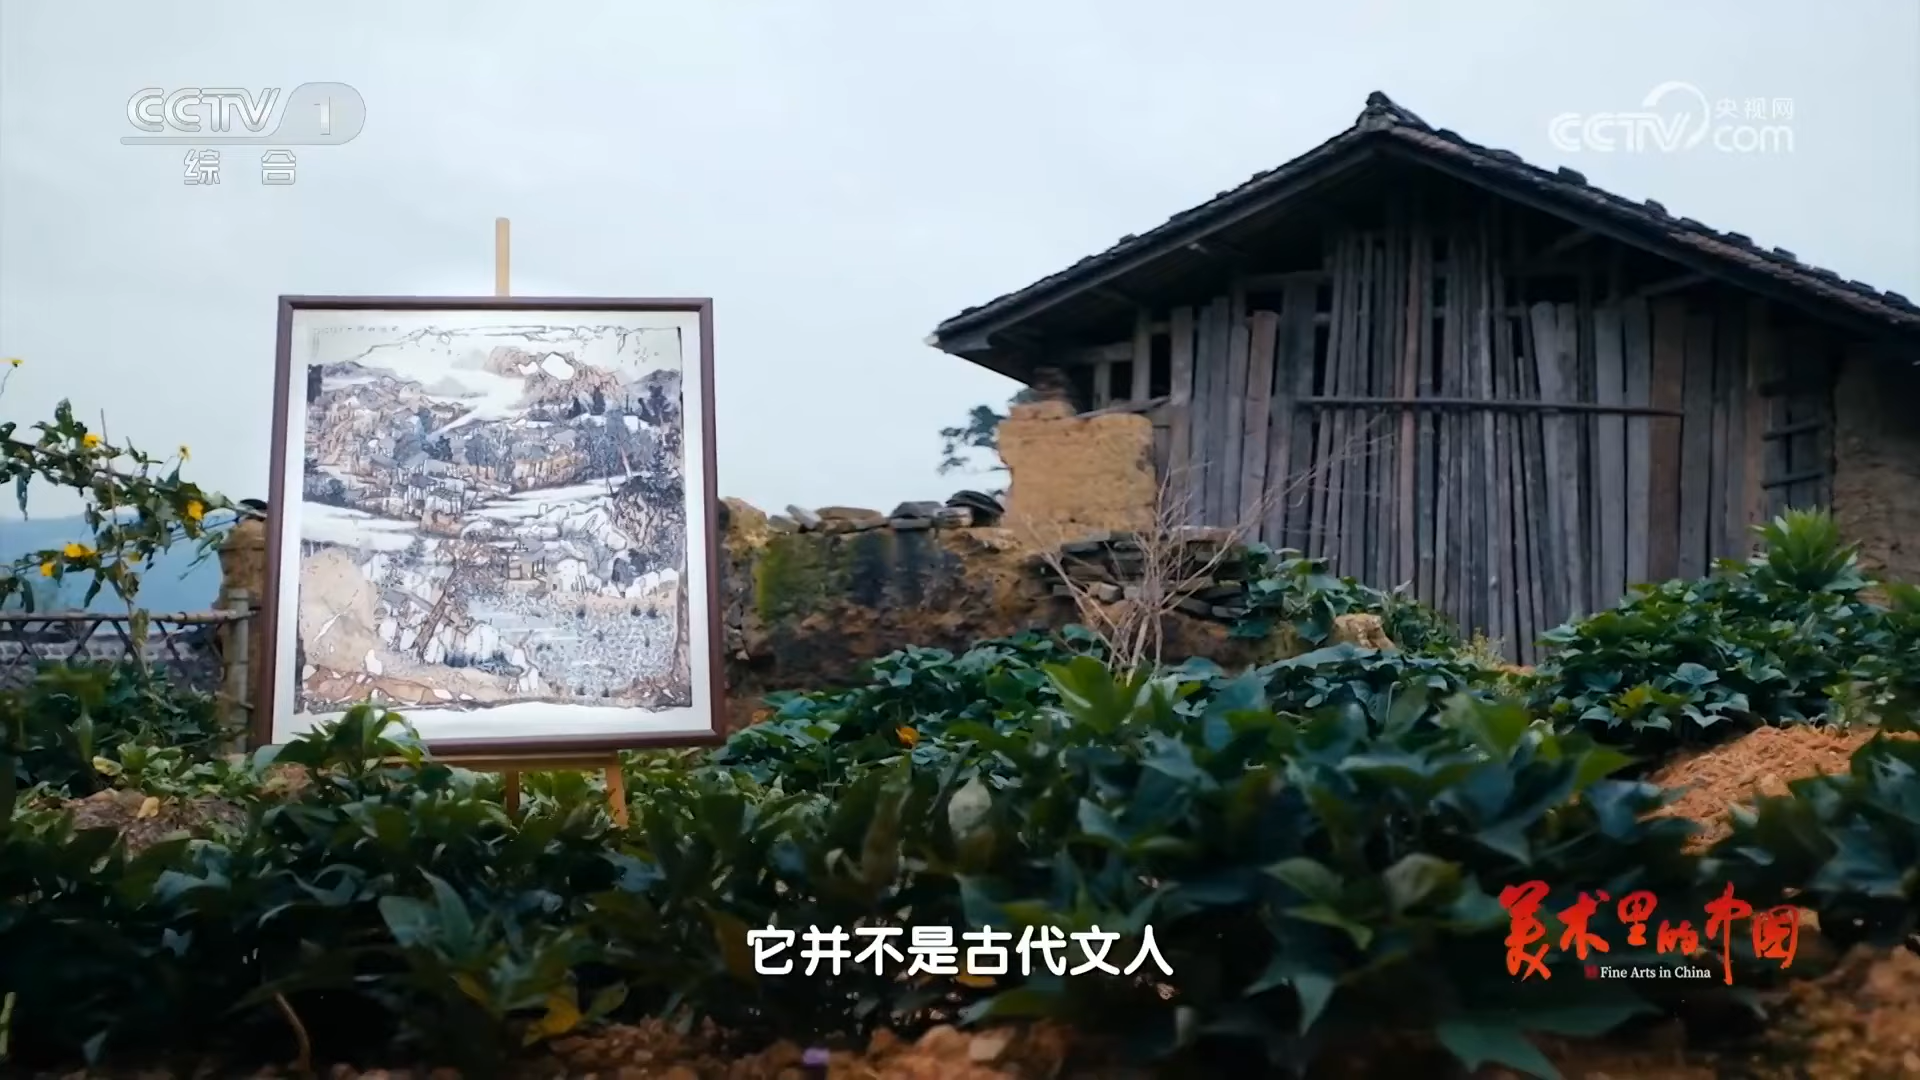 CCTV 1
综 合
央视网
CCTV com
它并不是古代文人
美术里的中国
Fine Arts in China